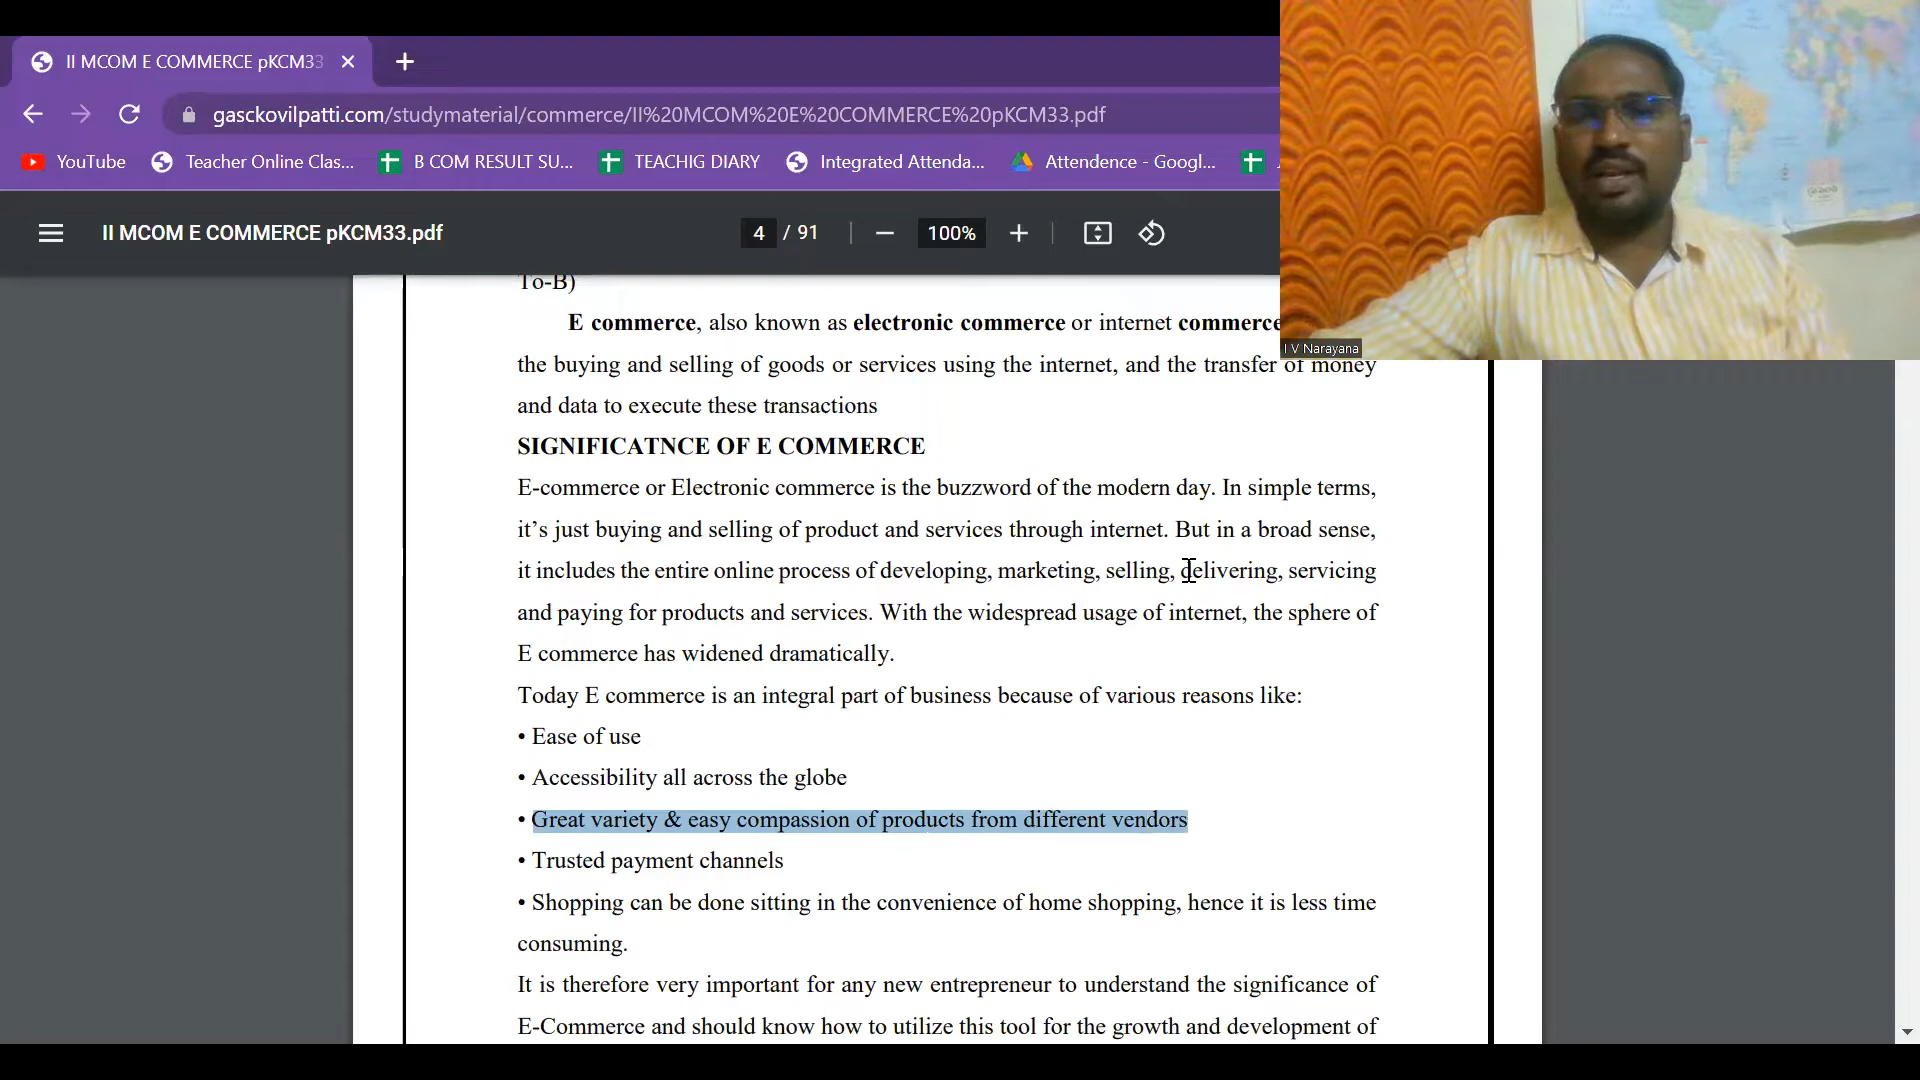 II MCOM E COMMERCE pKCM33
gasckovilpatti.com/studymaterial/commerce/II%20MCOM%20E%20COMMERCE%20pKCM33.pdf
YouTube Teacher Online Clas... B COM RESULT SU... TEACHIG DIARY Integrated Attenda... Attendence - Googl...
II MCOM E COMMERCE pKCM33.pdf 4 / 91 100%
I V Narayana
To-B)
E commerce, also known as electronic commerce or internet commerce
the buying and selling of goods or services using the internet, and the transfer of money
and data to execute these transactions
SIGNIFICATNCE OF E COMMERCE
E-commerce or Electronic commerce is the buzzword of the modern day. In simple terms,
it's just buying and selling of product and services through internet. But in a broad sense,
it includes the entire online process of developing, marketing, selling, delivering, servicing
and paying for products and services. With the widespread usage of internet, the sphere of
E commerce has widened dramatically.
Today E commerce is an integral part of business because of various reasons like:
• Ease of use
• Accessibility all across the globe
• Great variety & easy compassion of products from different vendors
• Trusted payment channels
• Shopping can be done sitting in the convenience of home shopping, hence it is less time
consuming.
It is therefore very important for any new entrepreneur to understand the significance of
E-Commerce and should know how to utilize this tool for the growth and development of